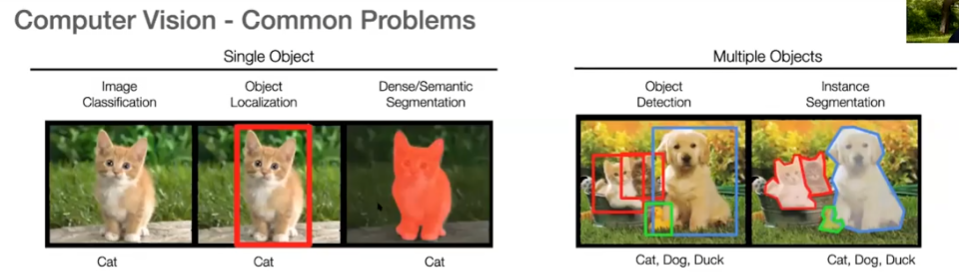 Computer Vision - Common Problems
Single Object
Multiple Objects
Image
Classification
Object
Localization
Dense/Semantic
Segmentation
Object
Detection
Instance
Segmentation
Cat
Cat
Cat
Cat, Dog, Duck
Cat, Dog, Duck